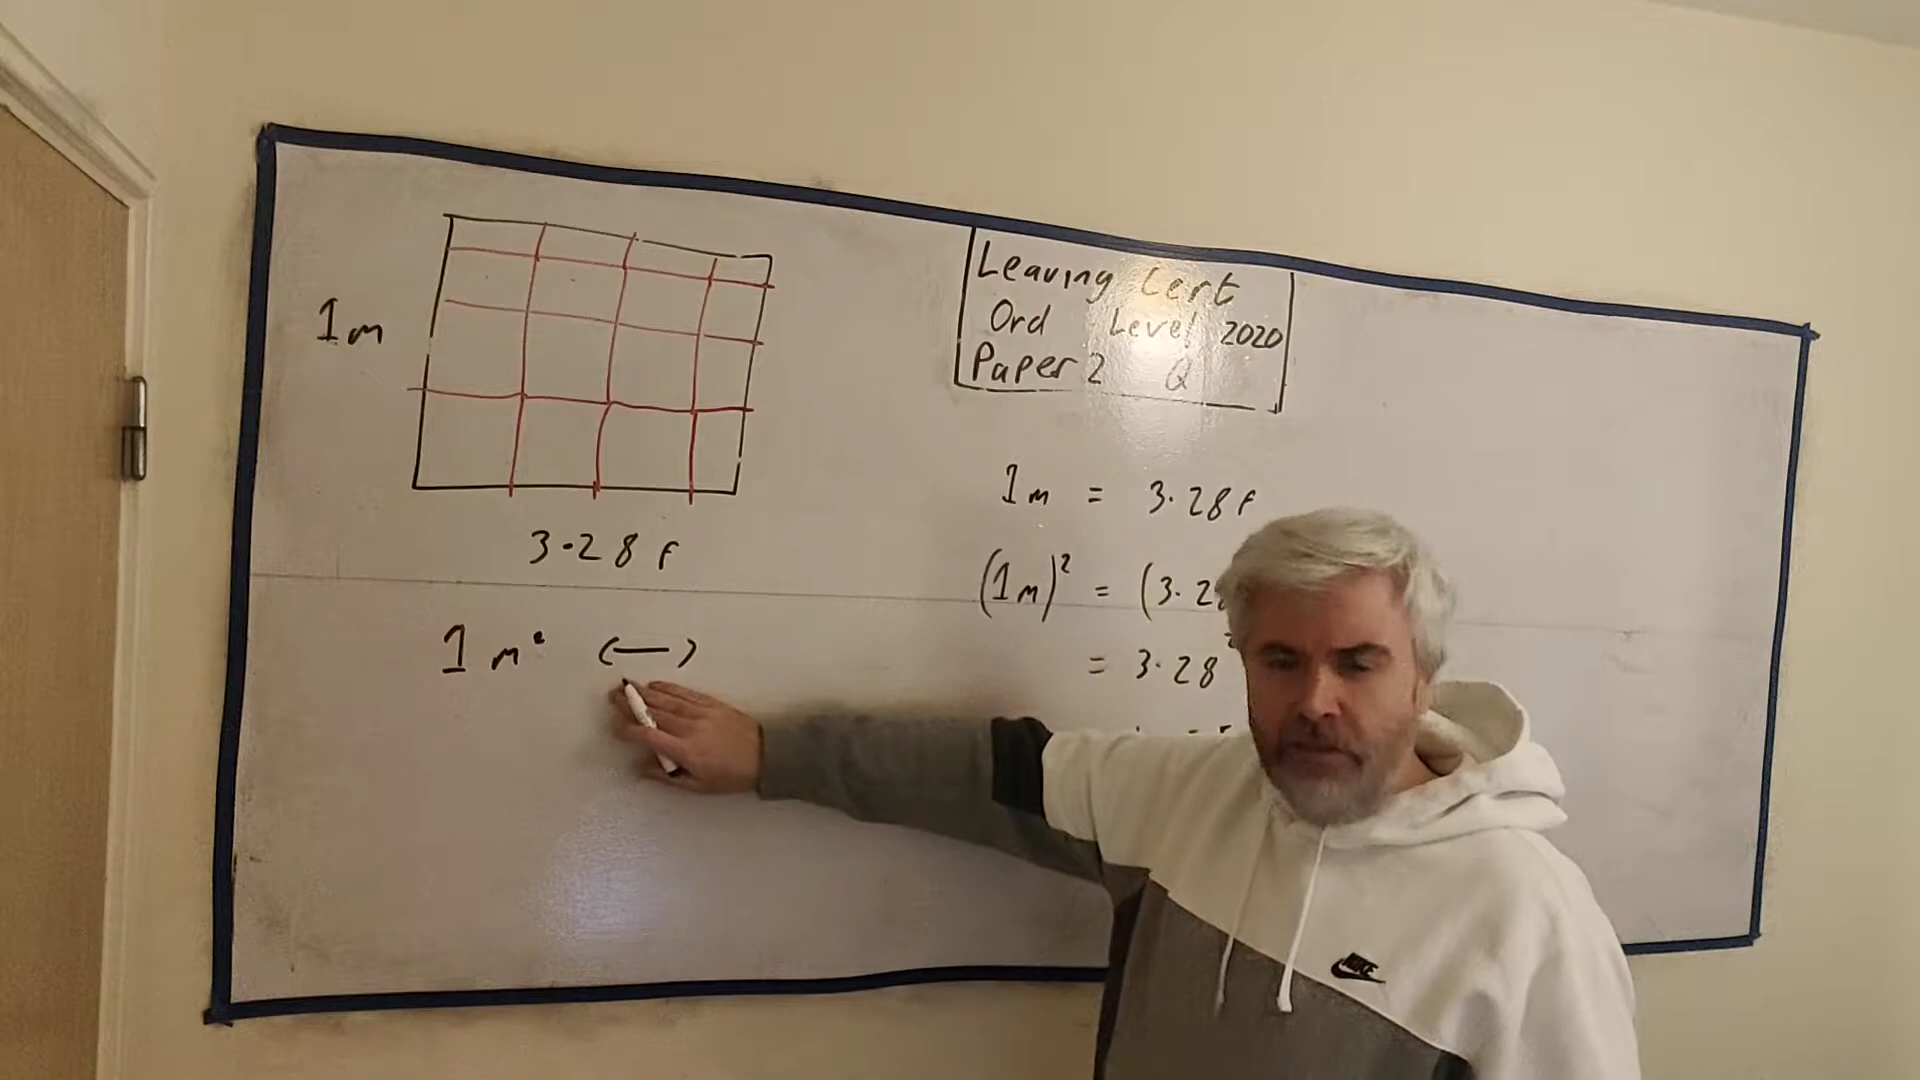 1m
3.28 f
1 m² <—>
Leaving Cert
Ord Level 2020
Paper 2 Q
1m = 3.28 f
(1m)² = (3.2
= 3.28
NIKE